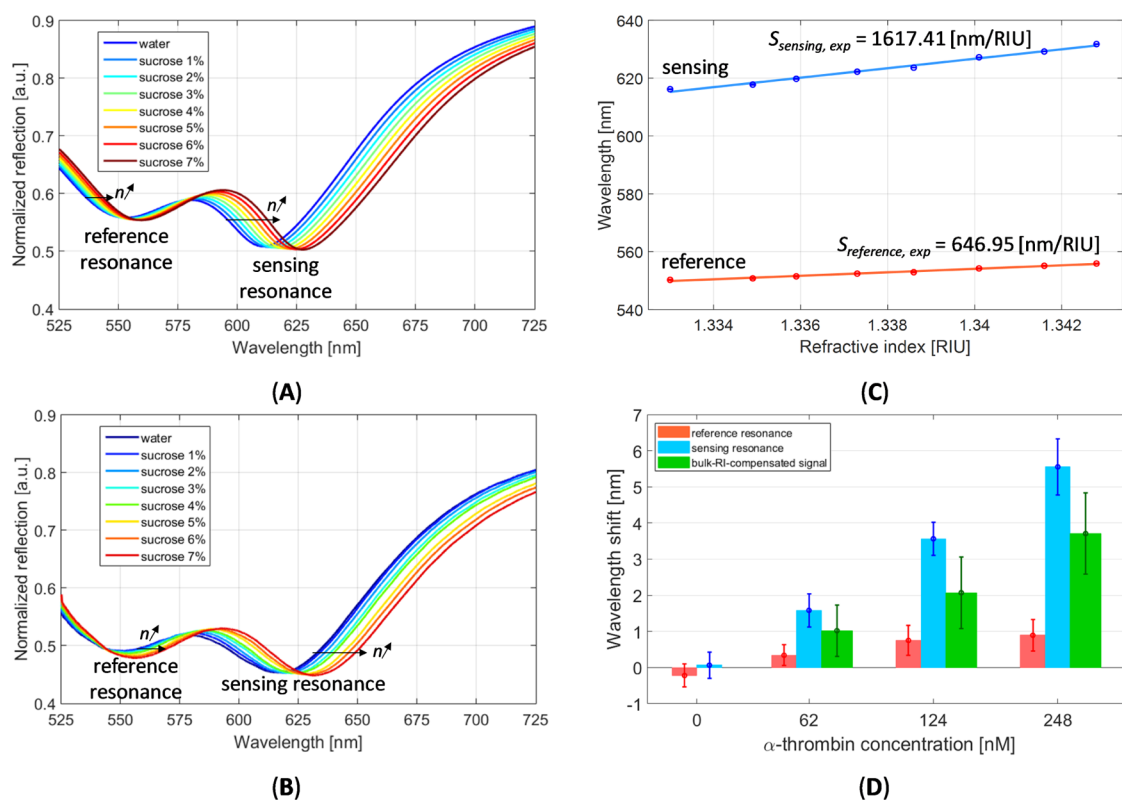 0.9
0.8
0.7
0.6
0.5
0.4
Normalized reflection [a.u.]
water
sucrose 1%
sucrose 2%
sucrose 3%
sucrose 4%
sucrose 5%
sucrose 6%
sucrose 7%
n
n
reference
resonance
sensing
resonance
525 550 575 600 625 650 675 700 725
Wavelength [nm]
(A)
640
620
600
580
560
540
Wavelength [nm]
S sensing, exp = 1617.41 [nm/RIU]
sensing
S reference, exp = 646.95 [nm/RIU]
reference
1.334 1.336 1.338 1.34 1.342
Refractive index [RIU]
(C)
0.9
0.8
0.7
0.6
0.5
0.4
Normalized reflection [a.u.]
water
sucrose 1%
sucrose 2%
sucrose 3%
sucrose 4%
sucrose 5%
sucrose 6%
sucrose 7%
n
n
reference
resonance
sensing resonance
525 550 575 600 625 650 675 700 725
Wavelength [nm]
(B)
7
6
5
4
3
2
1
0
-1
Wavelength shift [nm]
reference resonance
sensing resonance
bulk-RI-compensated signal
0 62 124 248
α-thrombin concentration [nM]
(D)